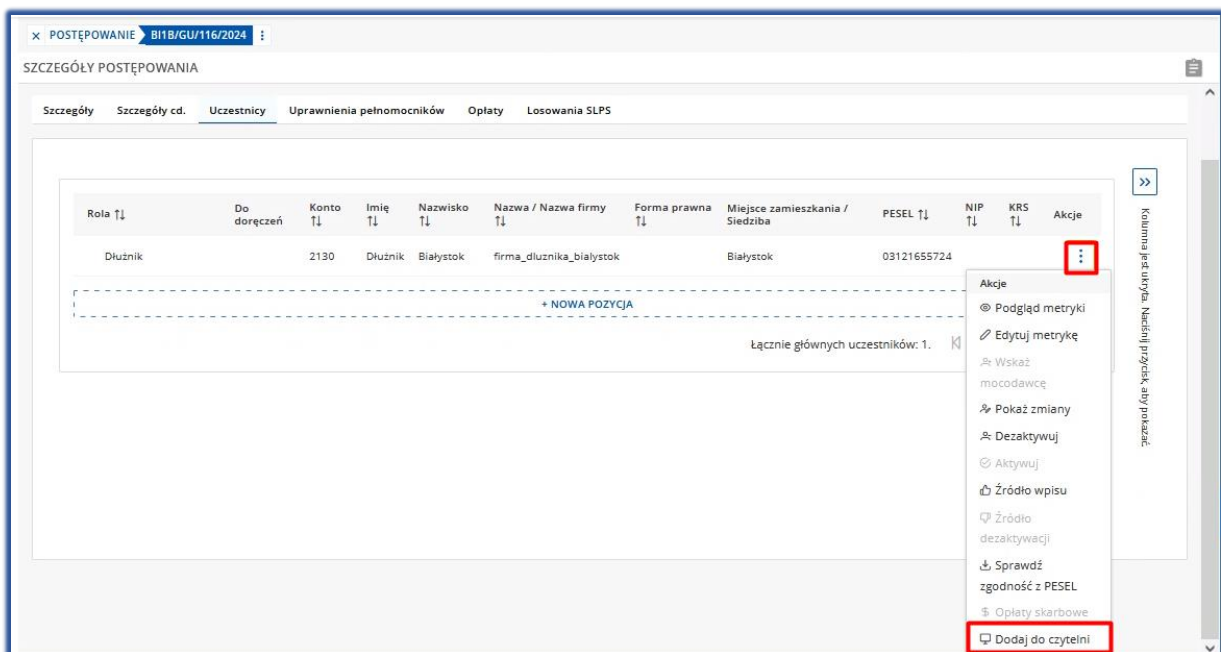 × POSTĘPOWANIE BI1B/GU/116/2024
SZCZEGÓŁY POSTĘPOWANIA
Szczegóły Szczegóły cd. Uczestnicy Uprawnienia pełnomocników Opłaty Losowania SLPS
Rola Do doręczeń Konto Imię Nazwisko Nazwa / Nazwa firmy Forma prawna Miejsce zamieszkania / Siedziba PESEL NIP KRS Akcje
Dłużnik 2130 Dłużnik Białystok firma_dluznika_bialystok Białystok 03121655724
+ NOWA POZYCJA
Łącznie głównych uczestników: 1.
Akcje
Podgląd metryki
Edytuj metrykę
Wskaż
mocodawcę
Pokaż zmiany
Dezaktywuj
Aktywuj
Źródło wpisu
Źródło
dezaktywacji
Sprawdź
zgodność z PESEL
$ Opłaty skarbowe
Dodaj do czytelni
Kolumna jest ukryta. Naciśnij przycisk, aby pokazać.